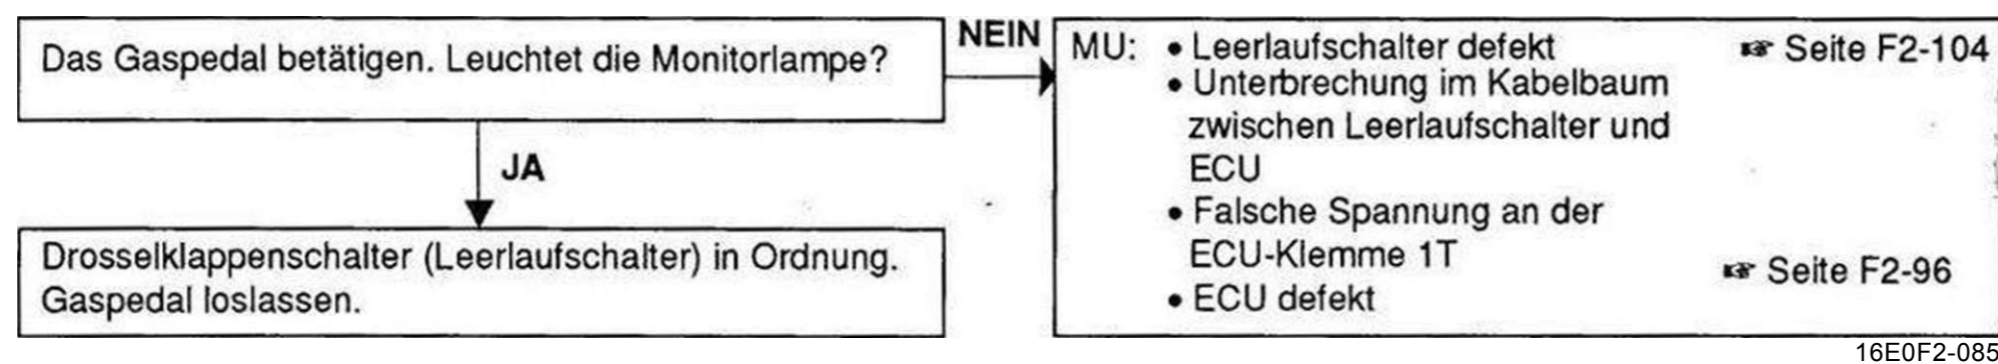 Das Gaspedal betätigen. Leuchtet die Monitorlampe?
NEIN
JA
Drosselklappenschalter (Leerlaufschalter) in Ordnung.
Gaspedal loslassen.
MU: • Leerlaufschalter defekt ☞ Seite F2-104
• Unterbrechung im Kabelbaum
zwischen Leerlaufschalter und
ECU
• Falsche Spannung an der
ECU-Klemme 1T
☞ Seite F2-96
• ECU defekt
16E0F2-085